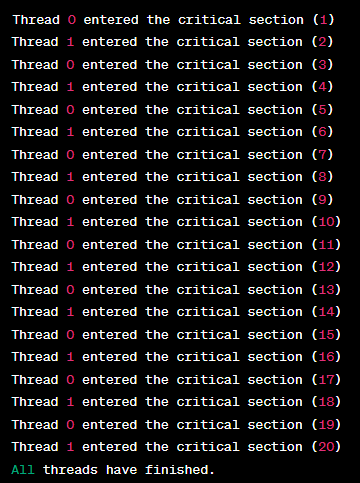 Thread 0 entered the critical section (1)
Thread 1 entered the critical section (2)
Thread 0 entered the critical section (3)
Thread 1 entered the critical section (4)
Thread 0 entered the critical section (5)
Thread 1 entered the critical section (6)
Thread 0 entered the critical section (7)
Thread 1 entered the critical section (8)
Thread 0 entered the critical section (9)
Thread 1 entered the critical section (10)
Thread 0 entered the critical section (11)
Thread 1 entered the critical section (12)
Thread 0 entered the critical section (13)
Thread 1 entered the critical section (14)
Thread 0 entered the critical section (15)
Thread 1 entered the critical section (16)
Thread 0 entered the critical section (17)
Thread 1 entered the critical section (18)
Thread 0 entered the critical section (19)
Thread 1 entered the critical section (20)
All threads have finished.